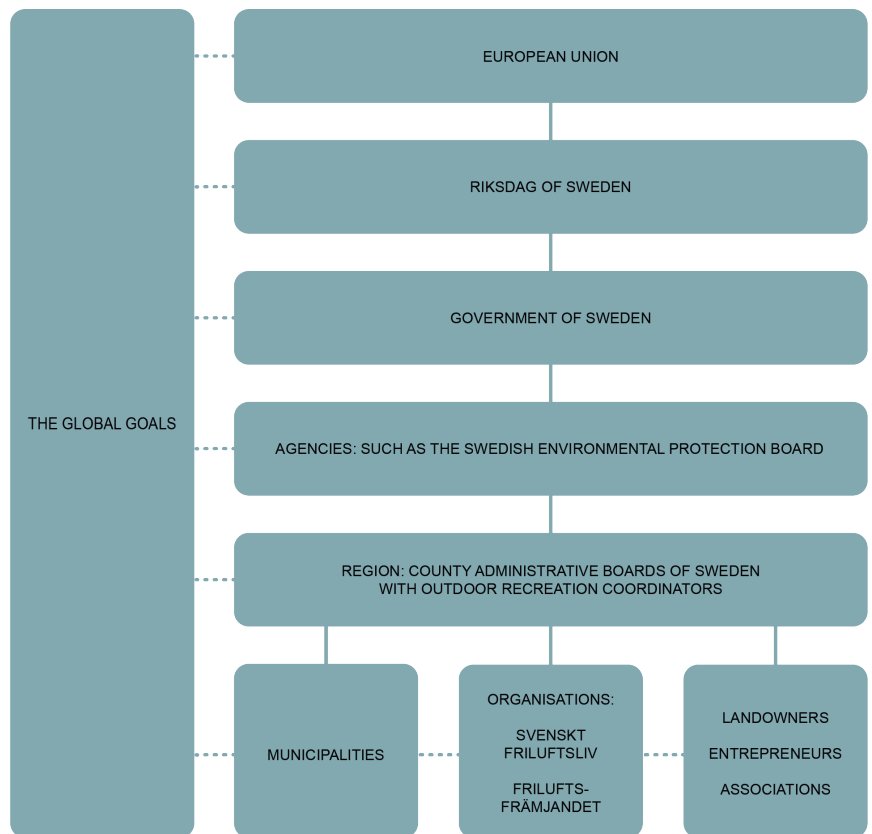 THE GLOBAL GOALS
EUROPEAN UNION
RIKSDAG OF SWEDEN
GOVERNMENT OF SWEDEN
AGENCIES: SUCH AS THE SWEDISH ENVIRONMENTAL PROTECTION BOARD
REGION: COUNTY ADMINISTRATIVE BOARDS OF SWEDEN
WITH OUTDOOR RECREATION COORDINATORS
MUNICIPALITIES
ORGANISATIONS:
SVENSKT
FRILUFTSLIV
FRILUFTS-
FRÄMJANDET
LANDOWNERS
ENTREPRENEURS
ASSOCIATIONS